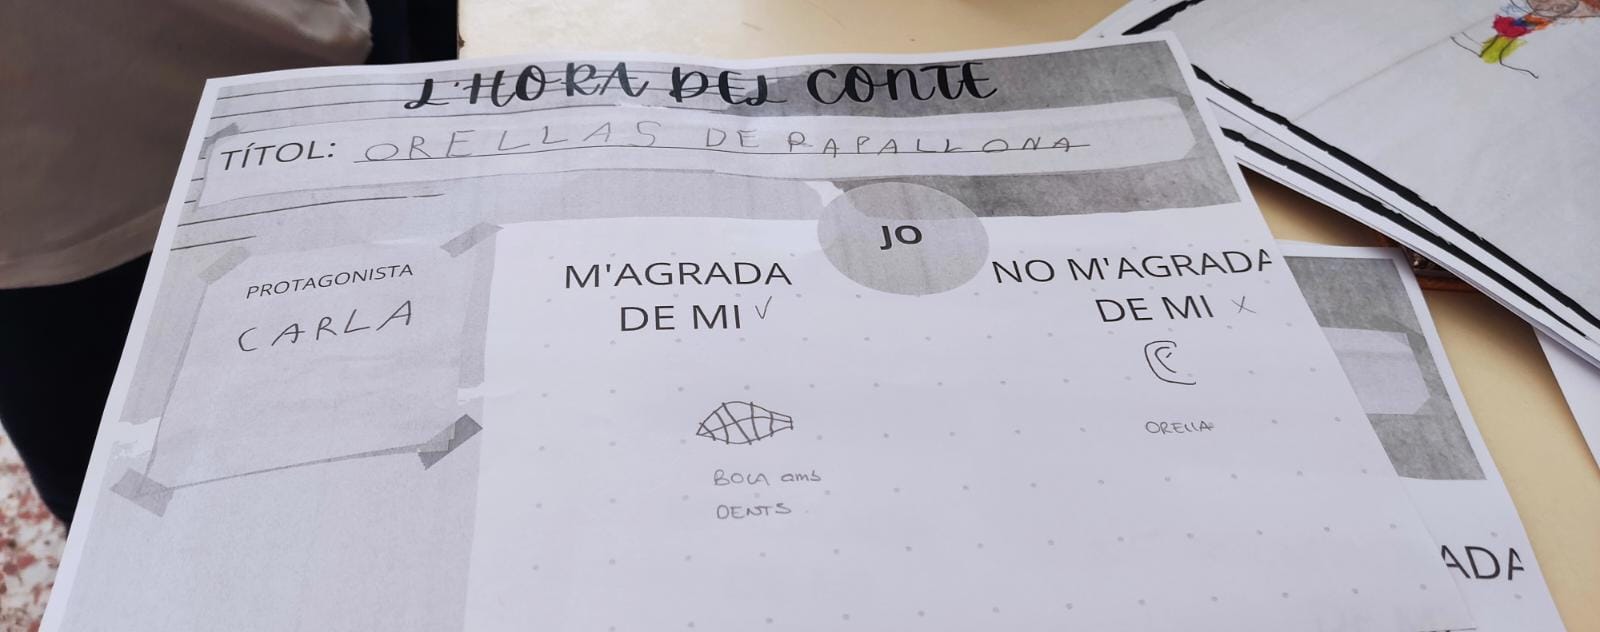 L'HORA DEL CONTE
TÍTOL: ORELLAS DE PAPALLONA
JO
PROTAGONISTA
CARLA
M'AGRADA
DE MI ✓
NO M'AGRADA
DE MI x
BOCA amb
DENTS
ORELLA
ADA